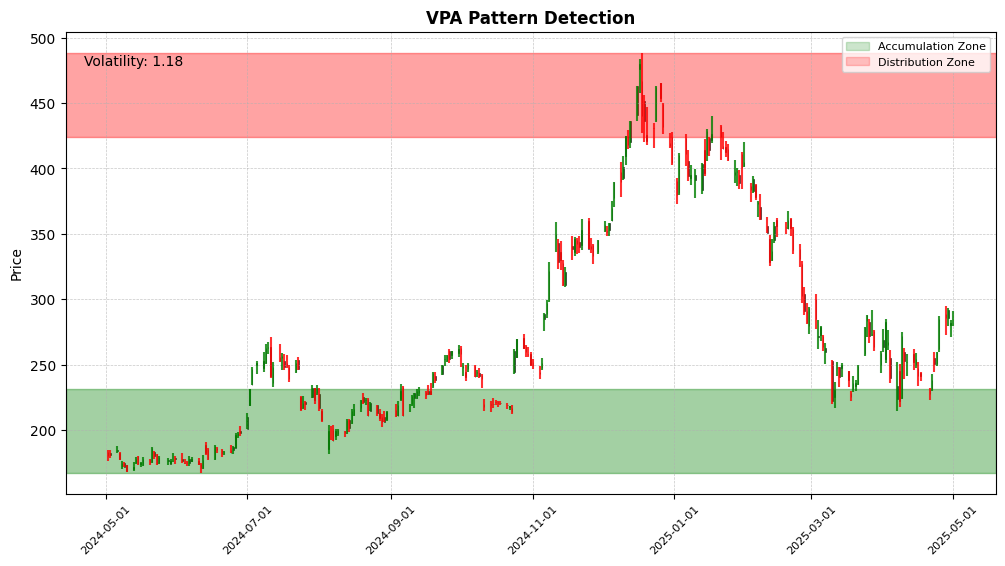 VPA Pattern Detection
Volatility: 1.18
Accumulation Zone
Distribution Zone
Price
500
450
400
350
300
250
200
2024-05-01
2024-07-01
2024-09-01
2024-11-01
2025-01-01
2025-03-01
2025-05-01